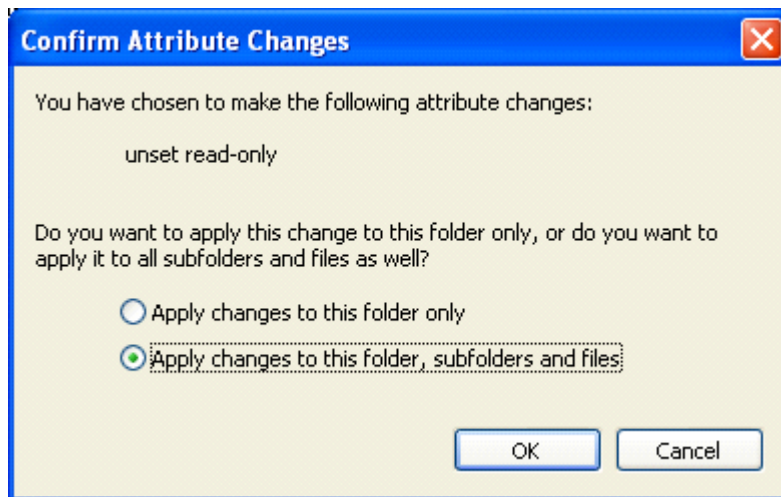 Confirm Attribute Changes
You have chosen to make the following attribute changes:
unset read-only
Do you want to apply this change to this folder only, or do you want to
apply it to all subfolders and files as well?
Apply changes to this folder only
Apply changes to this folder, subfolders and files
OK Cancel